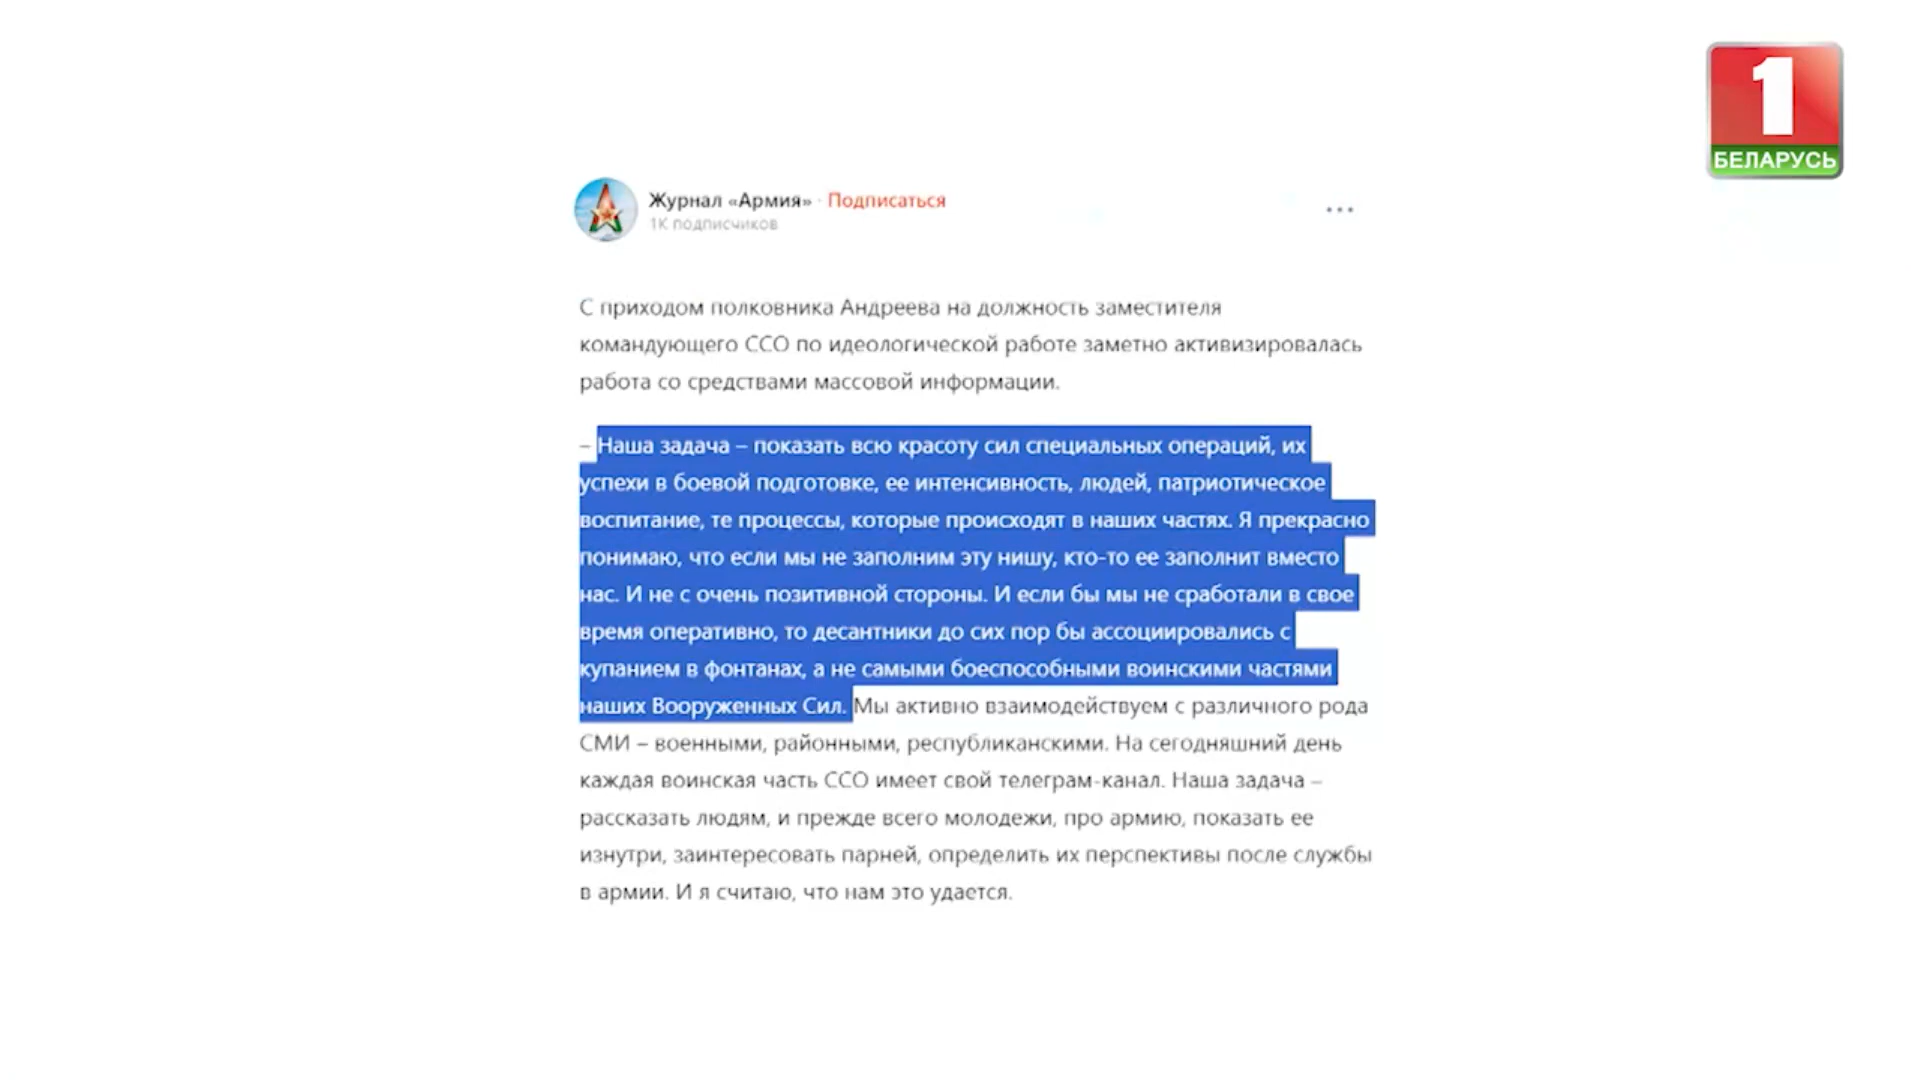 1
БЕЛАРУСЬ
Журнал «Армия» · Подписаться
1К подписчиков
С приходом полковника Андреева на должность заместителя
командующего ССО по идеологической работе заметно активизировалась
работа со средствами массовой информации.
– Наша задача – показать всю красоту сил специальных операций, их
успехи в боевой подготовке, ее интенсивность, людей, патриотическое
воспитание, те процессы, которые происходят в наших частях. Я прекрасно
понимаю, что если мы не заполним эту нишу, кто-то ее заполнит вместо
нас. И не с очень позитивной стороны. И если бы мы не сработали в свое
время оперативно, то десантники до сих пор бы ассоциировались с
купанием в фонтанах, а не самыми боеспособными воинскими частями
наших Вооруженных Сил. Мы активно взаимодействуем с различного рода
СМИ – военными, районными, республиканскими. На сегодняшний день
каждая воинская часть ССО имеет свой телеграм-канал. Наша задача –
рассказать людям, и прежде всего молодежи, про армию, показать ее
изнутри, заинтересовать парней, определить их перспективы после службы
в армии. И я считаю, что нам это удается.